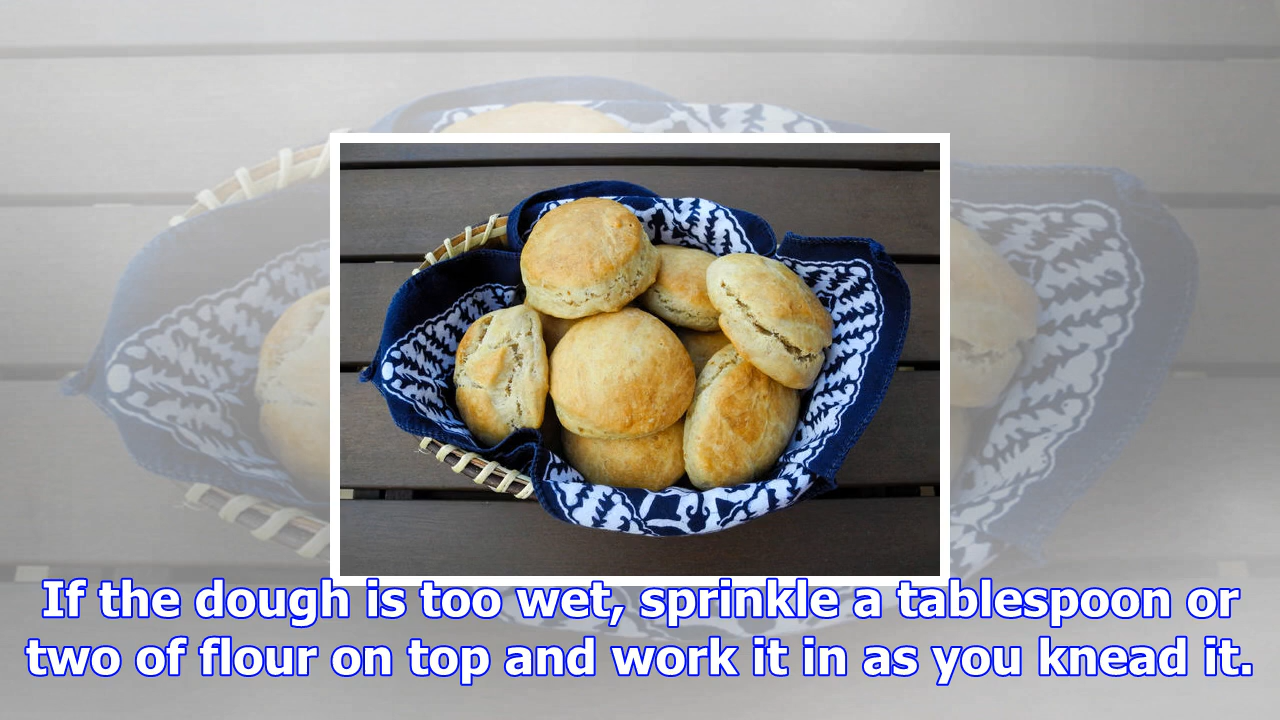 If the dough is too wet, sprinkle a tablespoon or
two of flour on top and work it in as you knead it.